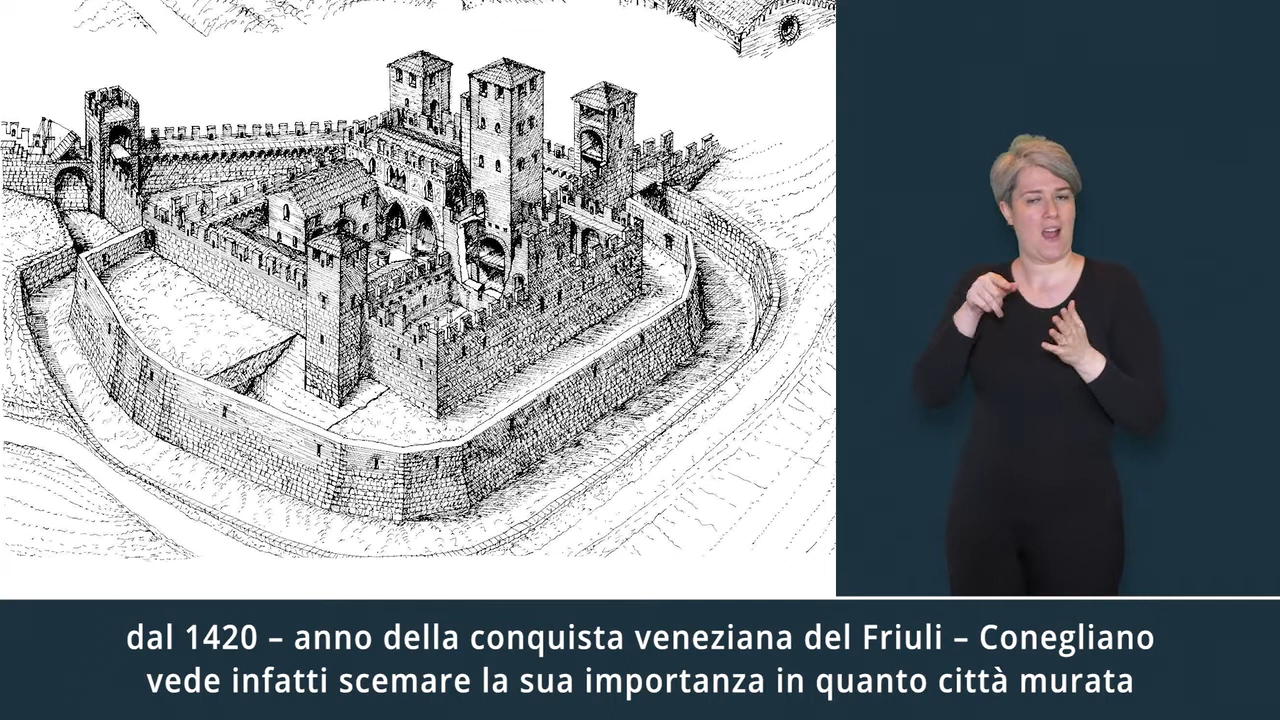 dal 1420 – anno della conquista veneziana del Friuli – Conegliano
vede infatti scemare la sua importanza in quanto città murata